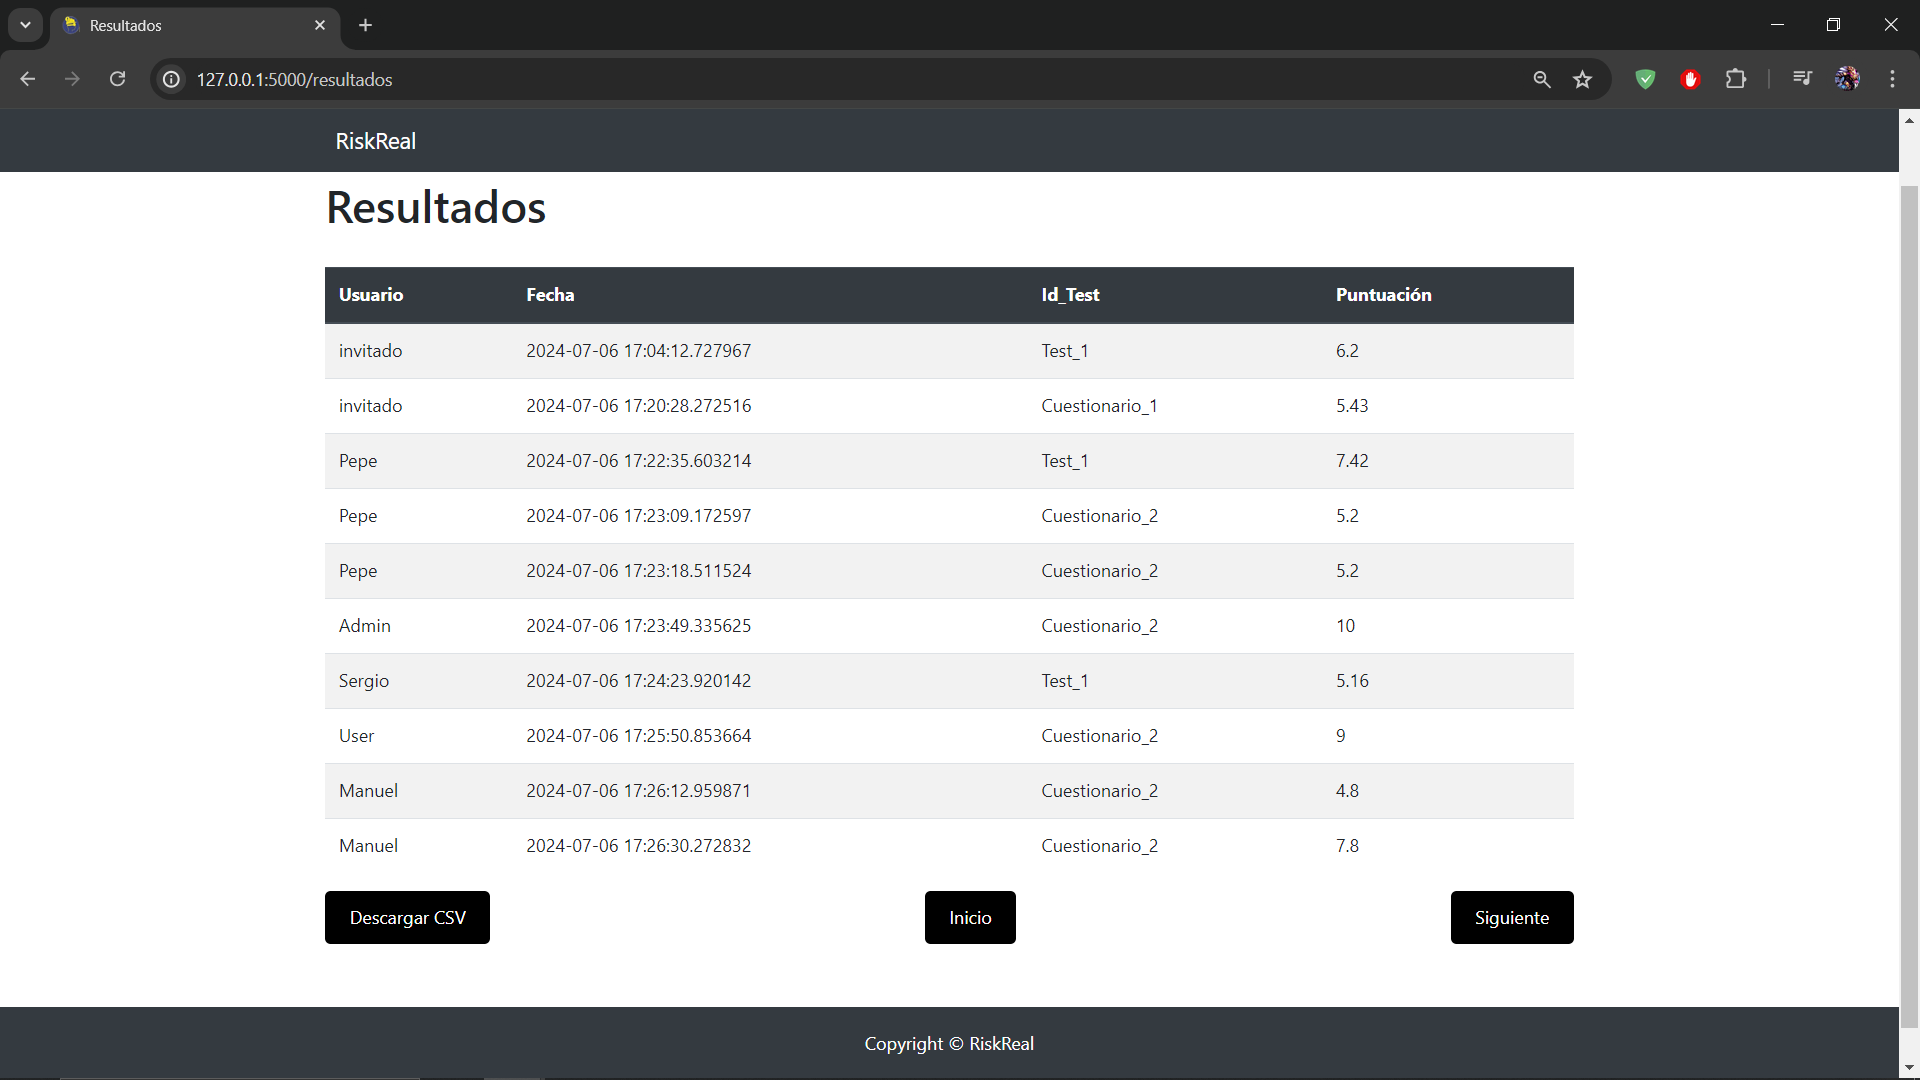 Resultados
127.0.0.1:5000/resultados
RiskReal
Resultados
Usuario Fecha Id_Test Puntuación
invitado 2024-07-06 17:04:12.727967 Test_1 6.2
invitado 2024-07-06 17:20:28.272516 Cuestionario_1 5.43
Pepe 2024-07-06 17:22:35.603214 Test_1 7.42
Pepe 2024-07-06 17:23:09.172597 Cuestionario_2 5.2
Pepe 2024-07-06 17:23:18.511524 Cuestionario_2 5.2
Admin 2024-07-06 17:23:49.335625 Cuestionario_2 10
Sergio 2024-07-06 17:24:23.920142 Test_1 5.16
User 2024-07-06 17:25:50.853664 Cuestionario_2 9
Manuel 2024-07-06 17:26:12.959871 Cuestionario_2 4.8
Manuel 2024-07-06 17:26:30.272832 Cuestionario_2 7.8
Descargar CSV Inicio Siguiente
Copyright © RiskReal